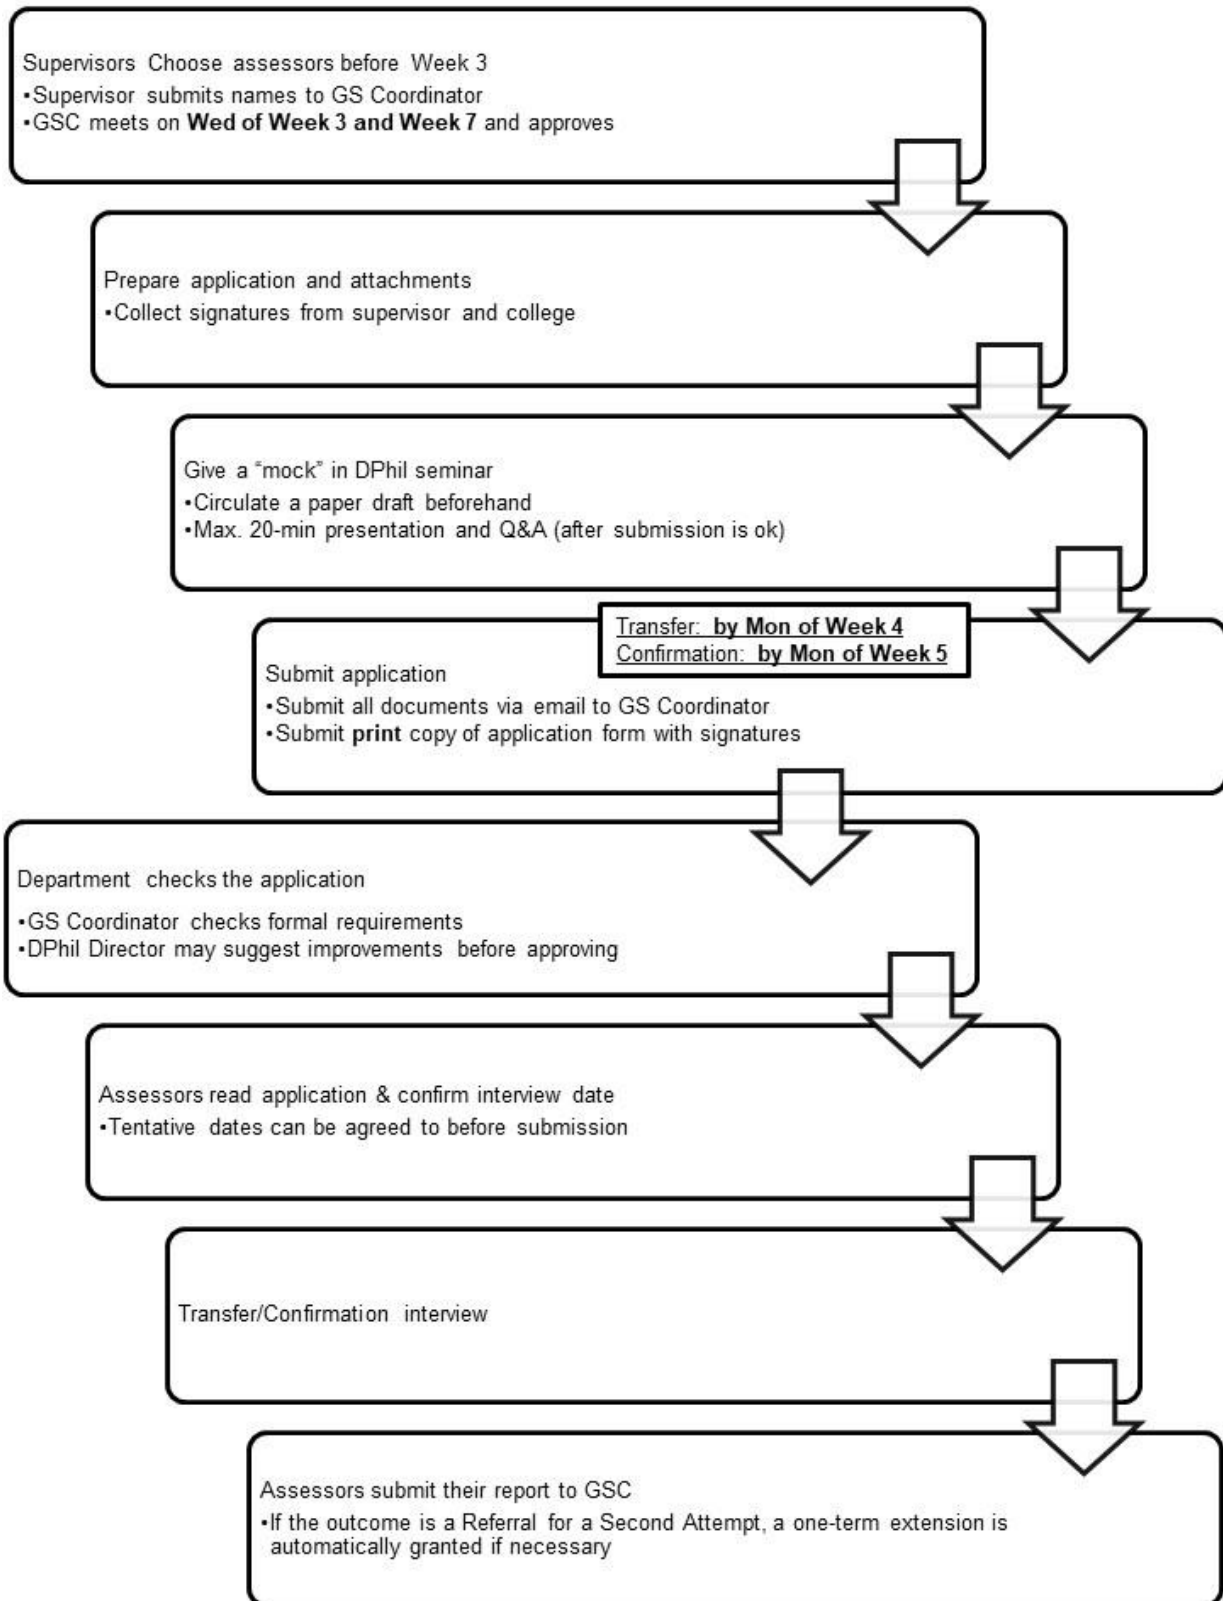 Supervisors Choose assessors before Week 3
•Supervisor submits names to GS Coordinator
•GSC meets on Wed of Week 3 and Week 7 and approves
Prepare application and attachments
•Collect signatures from supervisor and college
Give a “mock” in DPhil seminar
•Circulate a paper draft beforehand
•Max. 20-min presentation and Q&A (after submission is ok)
Transfer: by Mon of Week 4
Confirmation: by Mon of Week 5
Submit application
•Submit all documents via email to GS Coordinator
•Submit print copy of application form with signatures
Department checks the application
•GS Coordinator checks formal requirements
•DPhil Director may suggest improvements before approving
Assessors read application & confirm interview date
•Tentative dates can be agreed to before submission
Transfer/Confirmation interview
Assessors submit their report to GSC
•If the outcome is a Referral for a Second Attempt, a one-term extension is
automatically granted if necessary